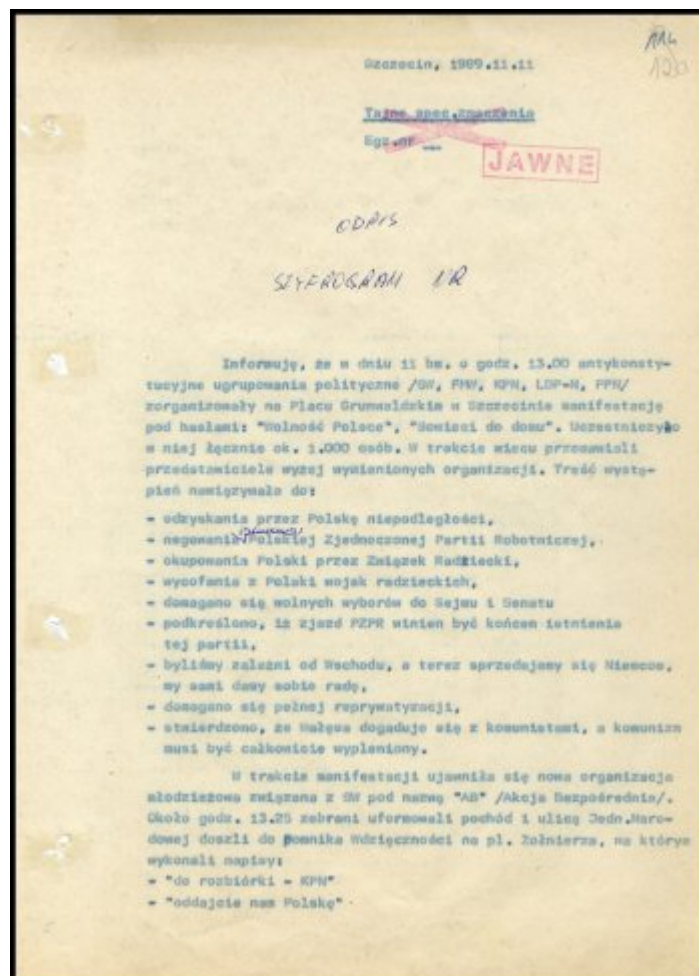 114
120
Szczecin, 1989.11.11
Tajne spec.znaczenia
Egz.nr __
JAWNE
ODPIS
SZYFROGRAM NR
Informuję, że w dniu 11 bm. o godz. 13.00 antykonsty-
tucyjne ugrupowania polityczne /SW, FMW, KPN, LDP-N, PPN/
zorganizowały na Placu Grunwaldzkim w Szczecinie manifestację
pod hasłami: "Wolność Polsce", "Sowieci do domu". Uczestniczyło
w niej łącznie ok. 1.000 osób. W trakcie wiecu przemawiali
przedstawiciele wyżej wymienionych organizacji. Treść wystą-
pień nawiązywała do:
- odzyskania przez Polskę niepodległości,
- negowania Polskiej Zjednoczonej Partii Robotniczej,
- okupowania Polski przez Związek Radziecki,
- wycofania z Polski wojsk radzieckich,
- domagano się wolnych wyborów do Sejmu i Senatu
- podkreślono, iż zjazd PZPR winien być końcem istnienia
tej partii,
- byliśmy zależni od Wschodu, a teraz sprzedajemy się Niemcom,
my sami damy sobie radę,
- domagano się pełnej reprywatyzacji,
- stwierdzono, że Wałęsa dogaduje się z komunistami, a komunizm
musi być całkowicie wypleniony.
W trakcie manifestacji ujawniła się nowa organizacja
młodzieżowa związana z SW pod nazwą "AB" /Akcja Bezpośrednia/.
Około godz. 13.25 zebrani uformowali pochód i ulicą Jedn.Naro-
dowej doszli do Pomnika Wdzięczności na pl. Żołnierza, na którym
wykonali napisy:
- "do rozbiórki - KPN"
- "oddajcie nam Polskę"